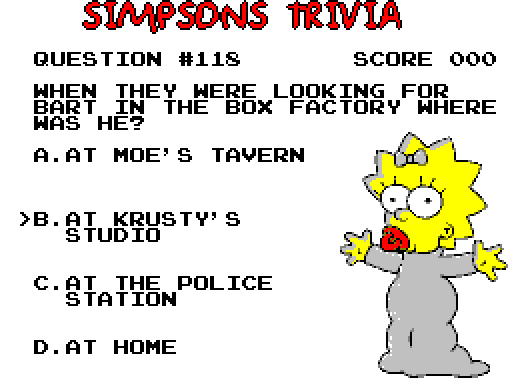 SIMPSONS TRIVIA
QUESTION #118 SCORE 000
WHEN THEY WERE LOOKING FOR
BART IN THE BOX FACTORY WHERE
WAS HE?
A.AT MOE'S TAVERN
>B.AT KRUSTY'S
STUDIO
C.AT THE POLICE
STATION
D.AT HOME